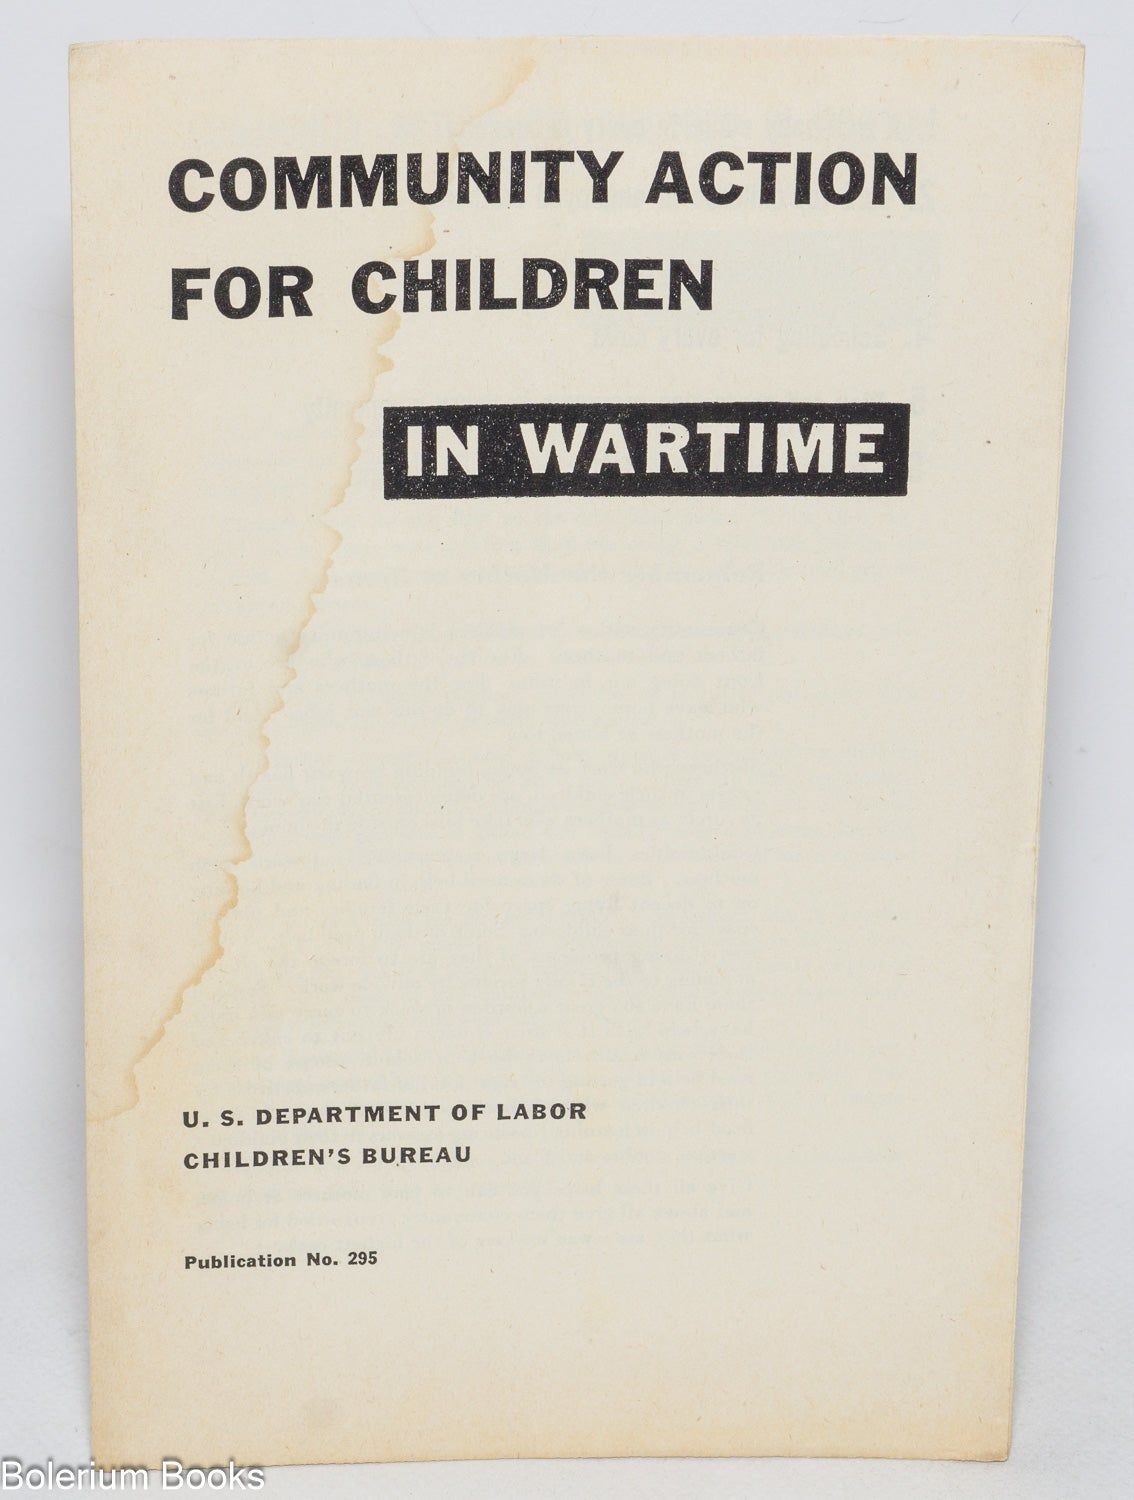 COMMUNITY ACTION
FOR CHILDREN
IN WARTIME
U. S. DEPARTMENT OF LABOR
CHILDREN'S BUREAU
Publication No. 295
Bolerium Books